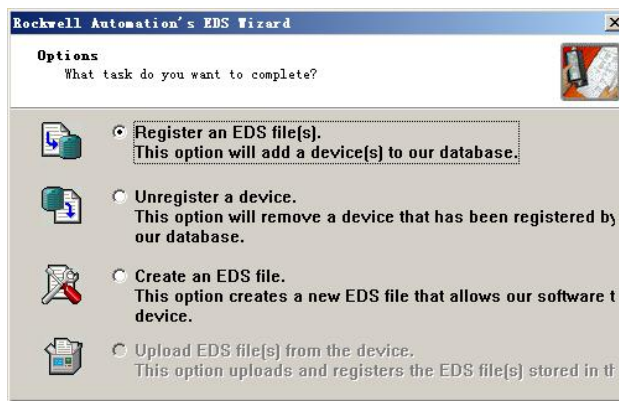 Rockwell Automation's EDS Wizard
Options
What task do you want to complete?
Register an EDS file(s).
This option will add a device(s) to our database.
Unregister a device.
This option will remove a device that has been registered by
our database.
Create an EDS file.
This option creates a new EDS file that allows our software
device.
Upload EDS file(s) from the device.
This option uploads and registers the EDS file(s) stored in